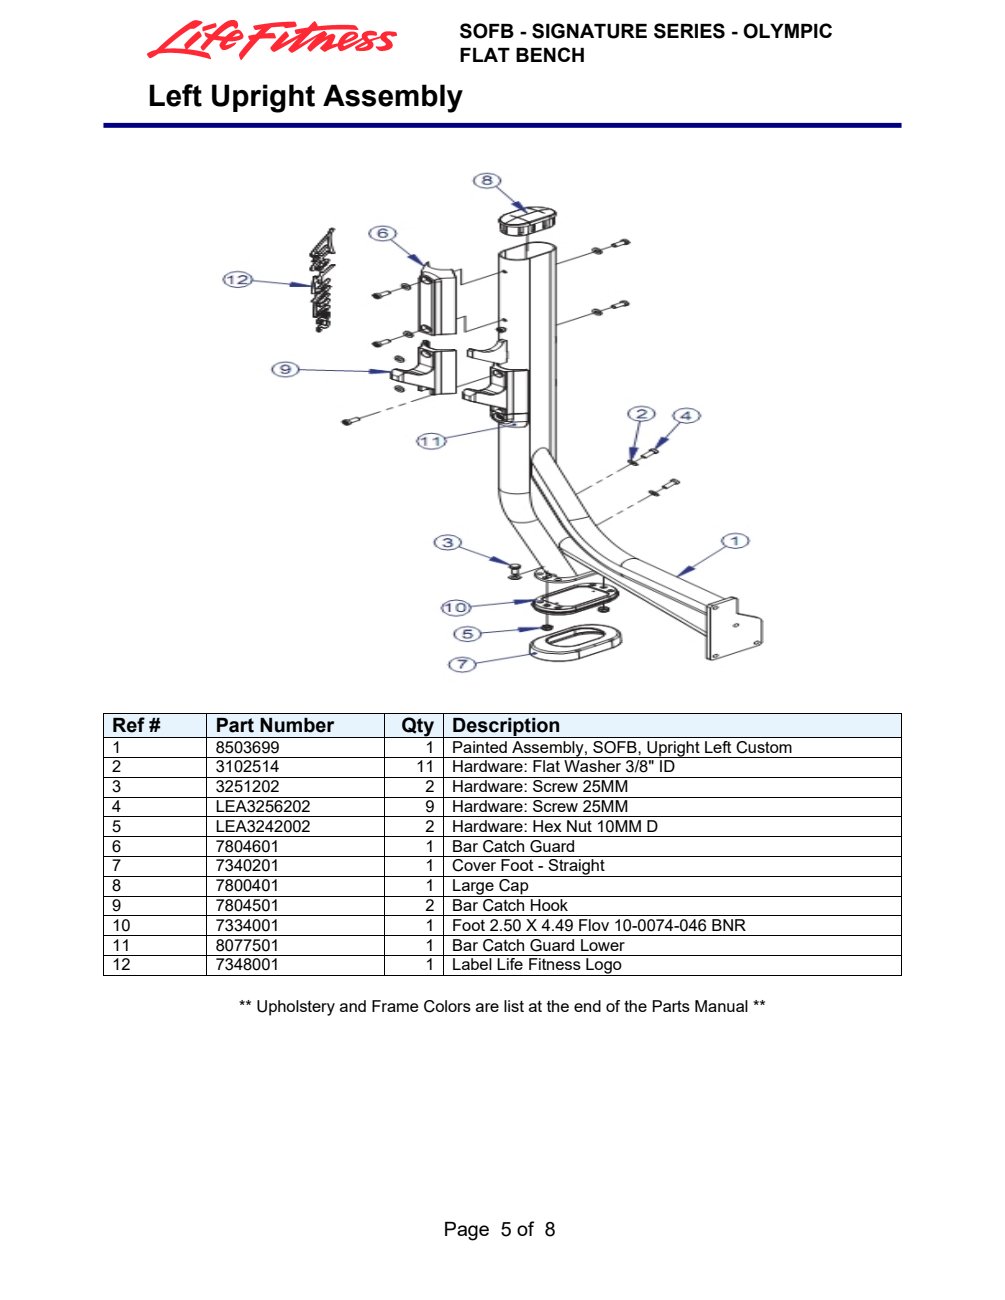 Life Fitness
SOFB - SIGNATURE SERIES - OLYMPIC
FLAT BENCH
Left Upright Assembly
8
6
12
9
11
2
4
3
1
10
5
7
Ref # Part Number Qty Description
1 8503699 1 Painted Assembly, SOFB, Upright Left Custom
2 3102514 11 Hardware: Flat Washer 3/8" ID
3 3251202 2 Hardware: Screw 25MM
4 LEA3256202 9 Hardware: Screw 25MM
5 LEA3242002 2 Hardware: Hex Nut 10MM D
6 7804601 1 Bar Catch Guard
7 7340201 1 Cover Foot - Straight
8 7800401 1 Large Cap
9 7804501 2 Bar Catch Hook
10 7334001 1 Foot 2.50 X 4.49 Flov 10-0074-046 BNR
11 8077501 1 Bar Catch Guard Lower
12 7348001 1 Label Life Fitness Logo
** Upholstery and Frame Colors are list at the end of the Parts Manual **
Page 5 of 8